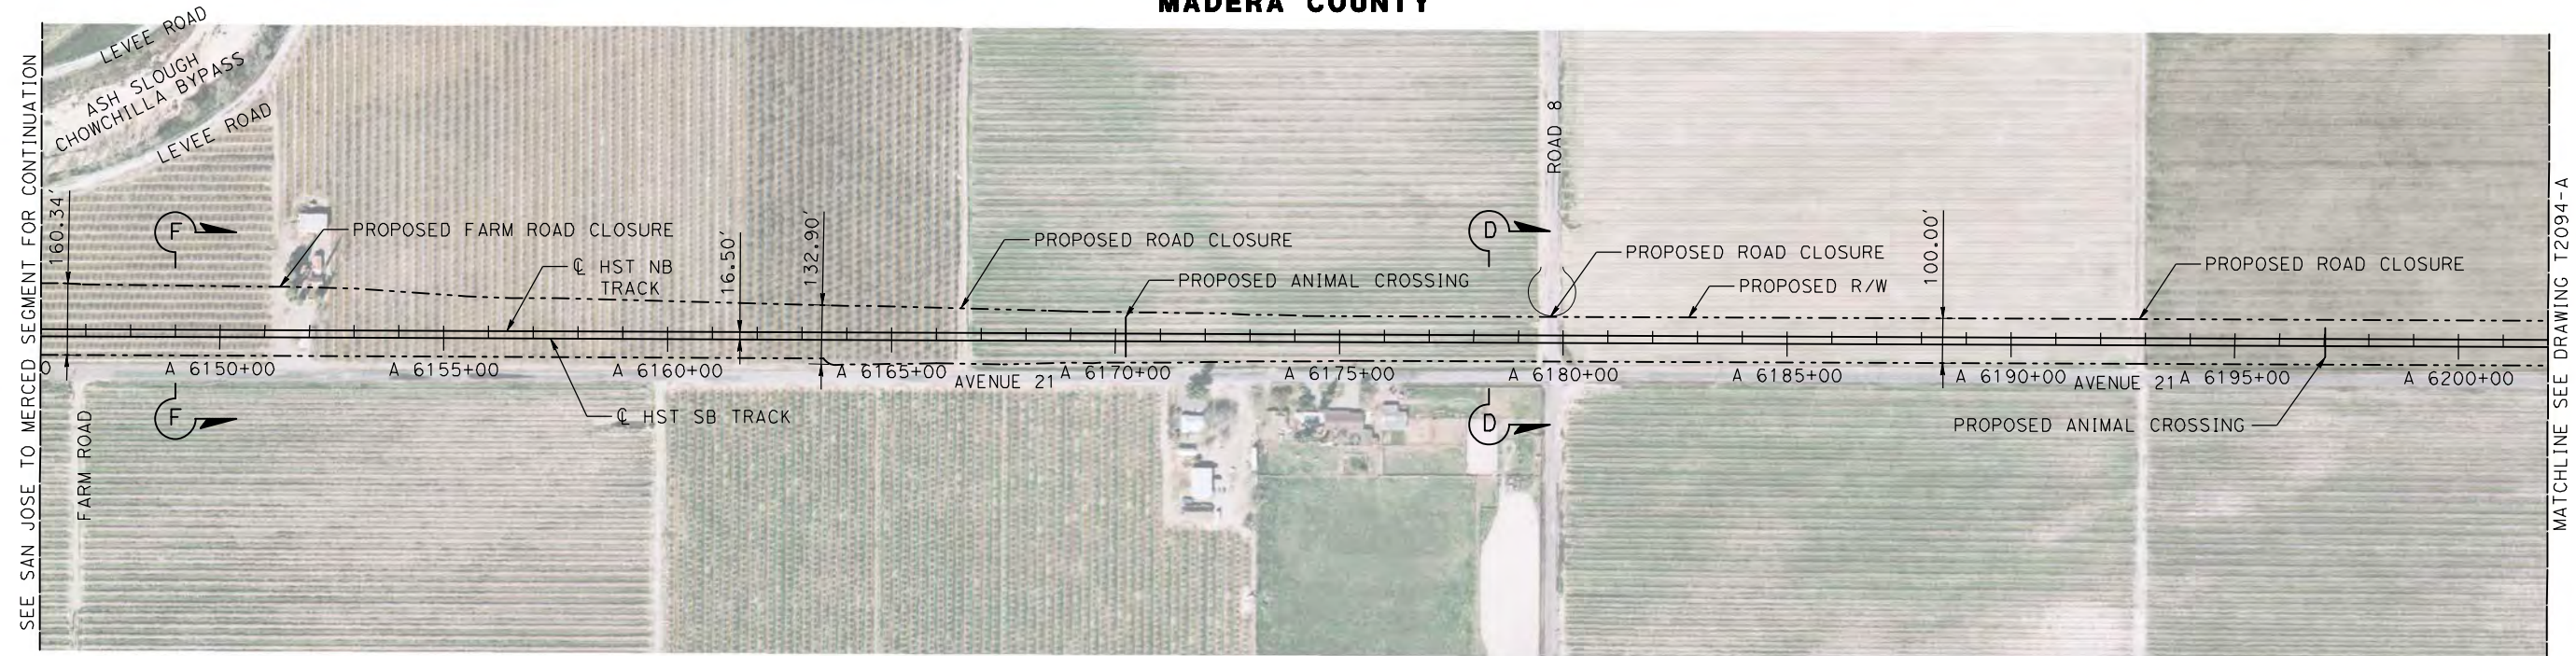 MADERA COUNTY
LEVEE ROAD
ASH SLOUGH
CHOWCHILLA BYPASS
LEVEE ROAD
SEE SAN JOSE TO MERCED SEGMENT FOR CONTINUATION
160.34'
F
PROPOSED FARM ROAD CLOSURE
℄ HST NB
TRACK
16.50'
132.90'
PROPOSED ROAD CLOSURE
PROPOSED ANIMAL CROSSING
D
ROAD 8
PROPOSED ROAD CLOSURE
PROPOSED R/W
100.00'
PROPOSED ROAD CLOSURE
MATCHLINE SEE DRAWING T2094-A
0
A 6150+00
A 6155+00
A 6160+00
A 6165+00
AVENUE 21
A 6170+00
A 6175+00
A 6180+00
A 6185+00
A 6190+00
AVENUE 21
A 6195+00
A 6200+00
FARM ROAD
F
℄ HST SB TRACK
D
PROPOSED ANIMAL CROSSING